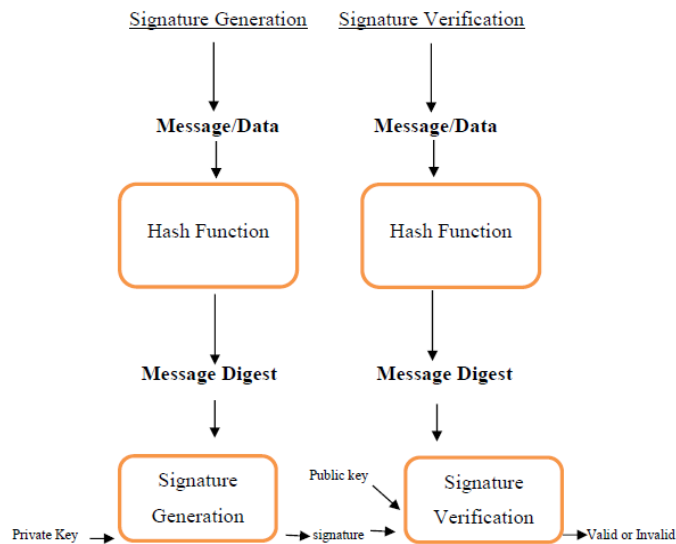 Signature Generation
Signature Verification
Message/Data
Message/Data
Hash Function
Hash Function
Message Digest
Message Digest
Signature
Generation
Public key
Signature
Verification
Private Key
signature
Valid or Invalid